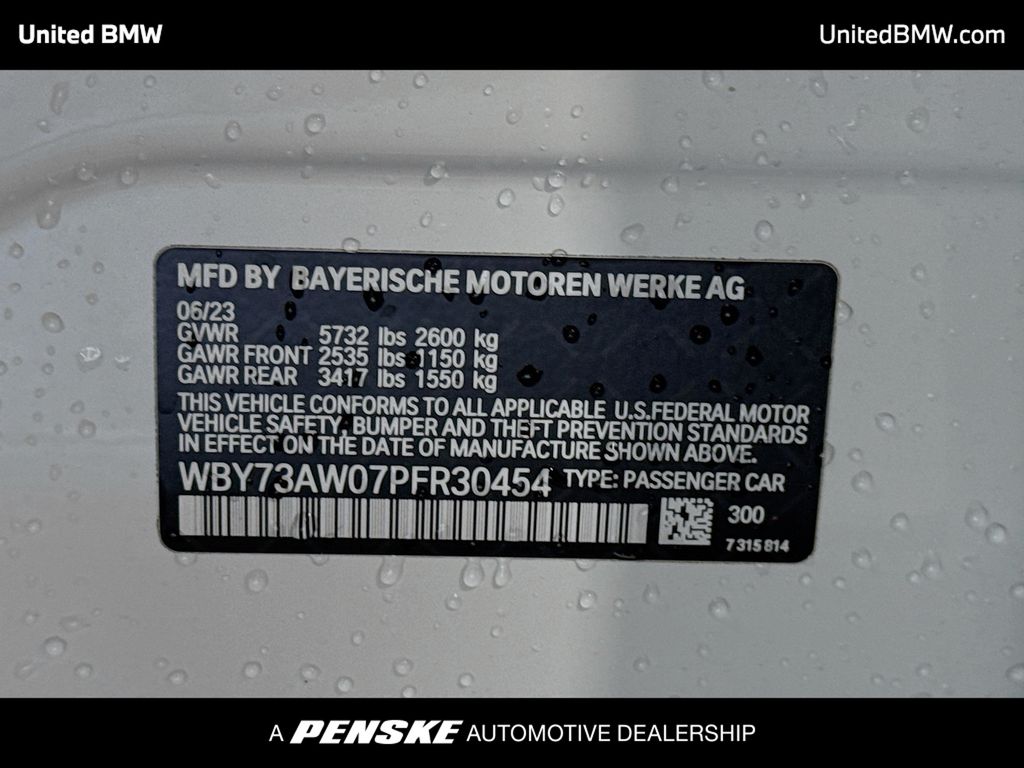 United BMW
UnitedBMW.com
MFD BY BAYERISCHE MOTOREN WERKE AG
06/23
GVWR 5732 lbs 2600 kg
GAWR FRONT 2535 lbs 1150 kg
GAWR REAR 3417 lbs 1550 kg
THIS VEHICLE CONFORMS TO ALL APPLICABLE U.S.FEDERAL MOTOR
VEHICLE SAFETY, BUMPER AND THEFT PREVENTION STANDARDS
IN EFFECT ON THE DATE OF MANUFACTURE SHOWN ABOVE.
WBY73AW07PFR30454 TYPE: PASSENGER CAR
300
7 315 814
A PENSKE AUTOMOTIVE DEALERSHIP